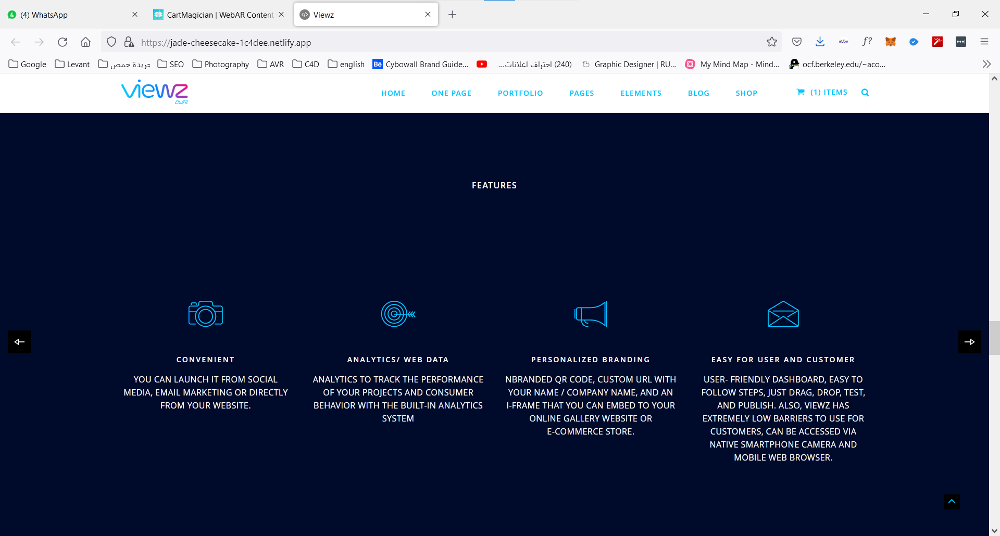 (4) WhatsApp
CartMagician | WebAR Content
Viewz
https://jade-cheesecake-1c4dee.netlify.app
Google
Levant
جريدة حمص
SEO
Photography
AVR
C4D
english
Bē Cybowall Brand Guide...
(240) احتراف اعلانات...
Graphic Designer | RU...
My Mind Map - Mind...
ocf.berkeley.edu/~aco...
viewz
AVR
HOME
ONE PAGE
PORTFOLIO
PAGES
ELEMENTS
BLOG
SHOP
(1) ITEMS
FEATURES
CONVENIENT
YOU CAN LAUNCH IT FROM SOCIAL
MEDIA, EMAIL MARKETING OR DIRECTLY
FROM YOUR WEBSITE.
ANALYTICS/ WEB DATA
ANALYTICS TO TRACK THE PERFORMANCE
OF YOUR PROJECTS AND CONSUMER
BEHAVIOR WITH THE BUILT-IN ANALYTICS
SYSTEM
PERSONALIZED BRANDING
NBRANDED QR CODE, CUSTOM URL WITH
YOUR NAME / COMPANY NAME, AND AN
I-FRAME THAT YOU CAN EMBED TO YOUR
ONLINE GALLERY WEBSITE OR
E-COMMERCE STORE.
EASY FOR USER AND CUSTOMER
USER- FRIENDLY DASHBOARD, EASY TO
FOLLOW STEPS, JUST DRAG, DROP, TEST,
AND PUBLISH. ALSO, VIEWZ HAS
EXTREMELY LOW BARRIERS TO USE FOR
CUSTOMERS, CAN BE ACCESSED VIA
NATIVE SMARTPHONE CAMERA AND
MOBILE WEB BROWSER.